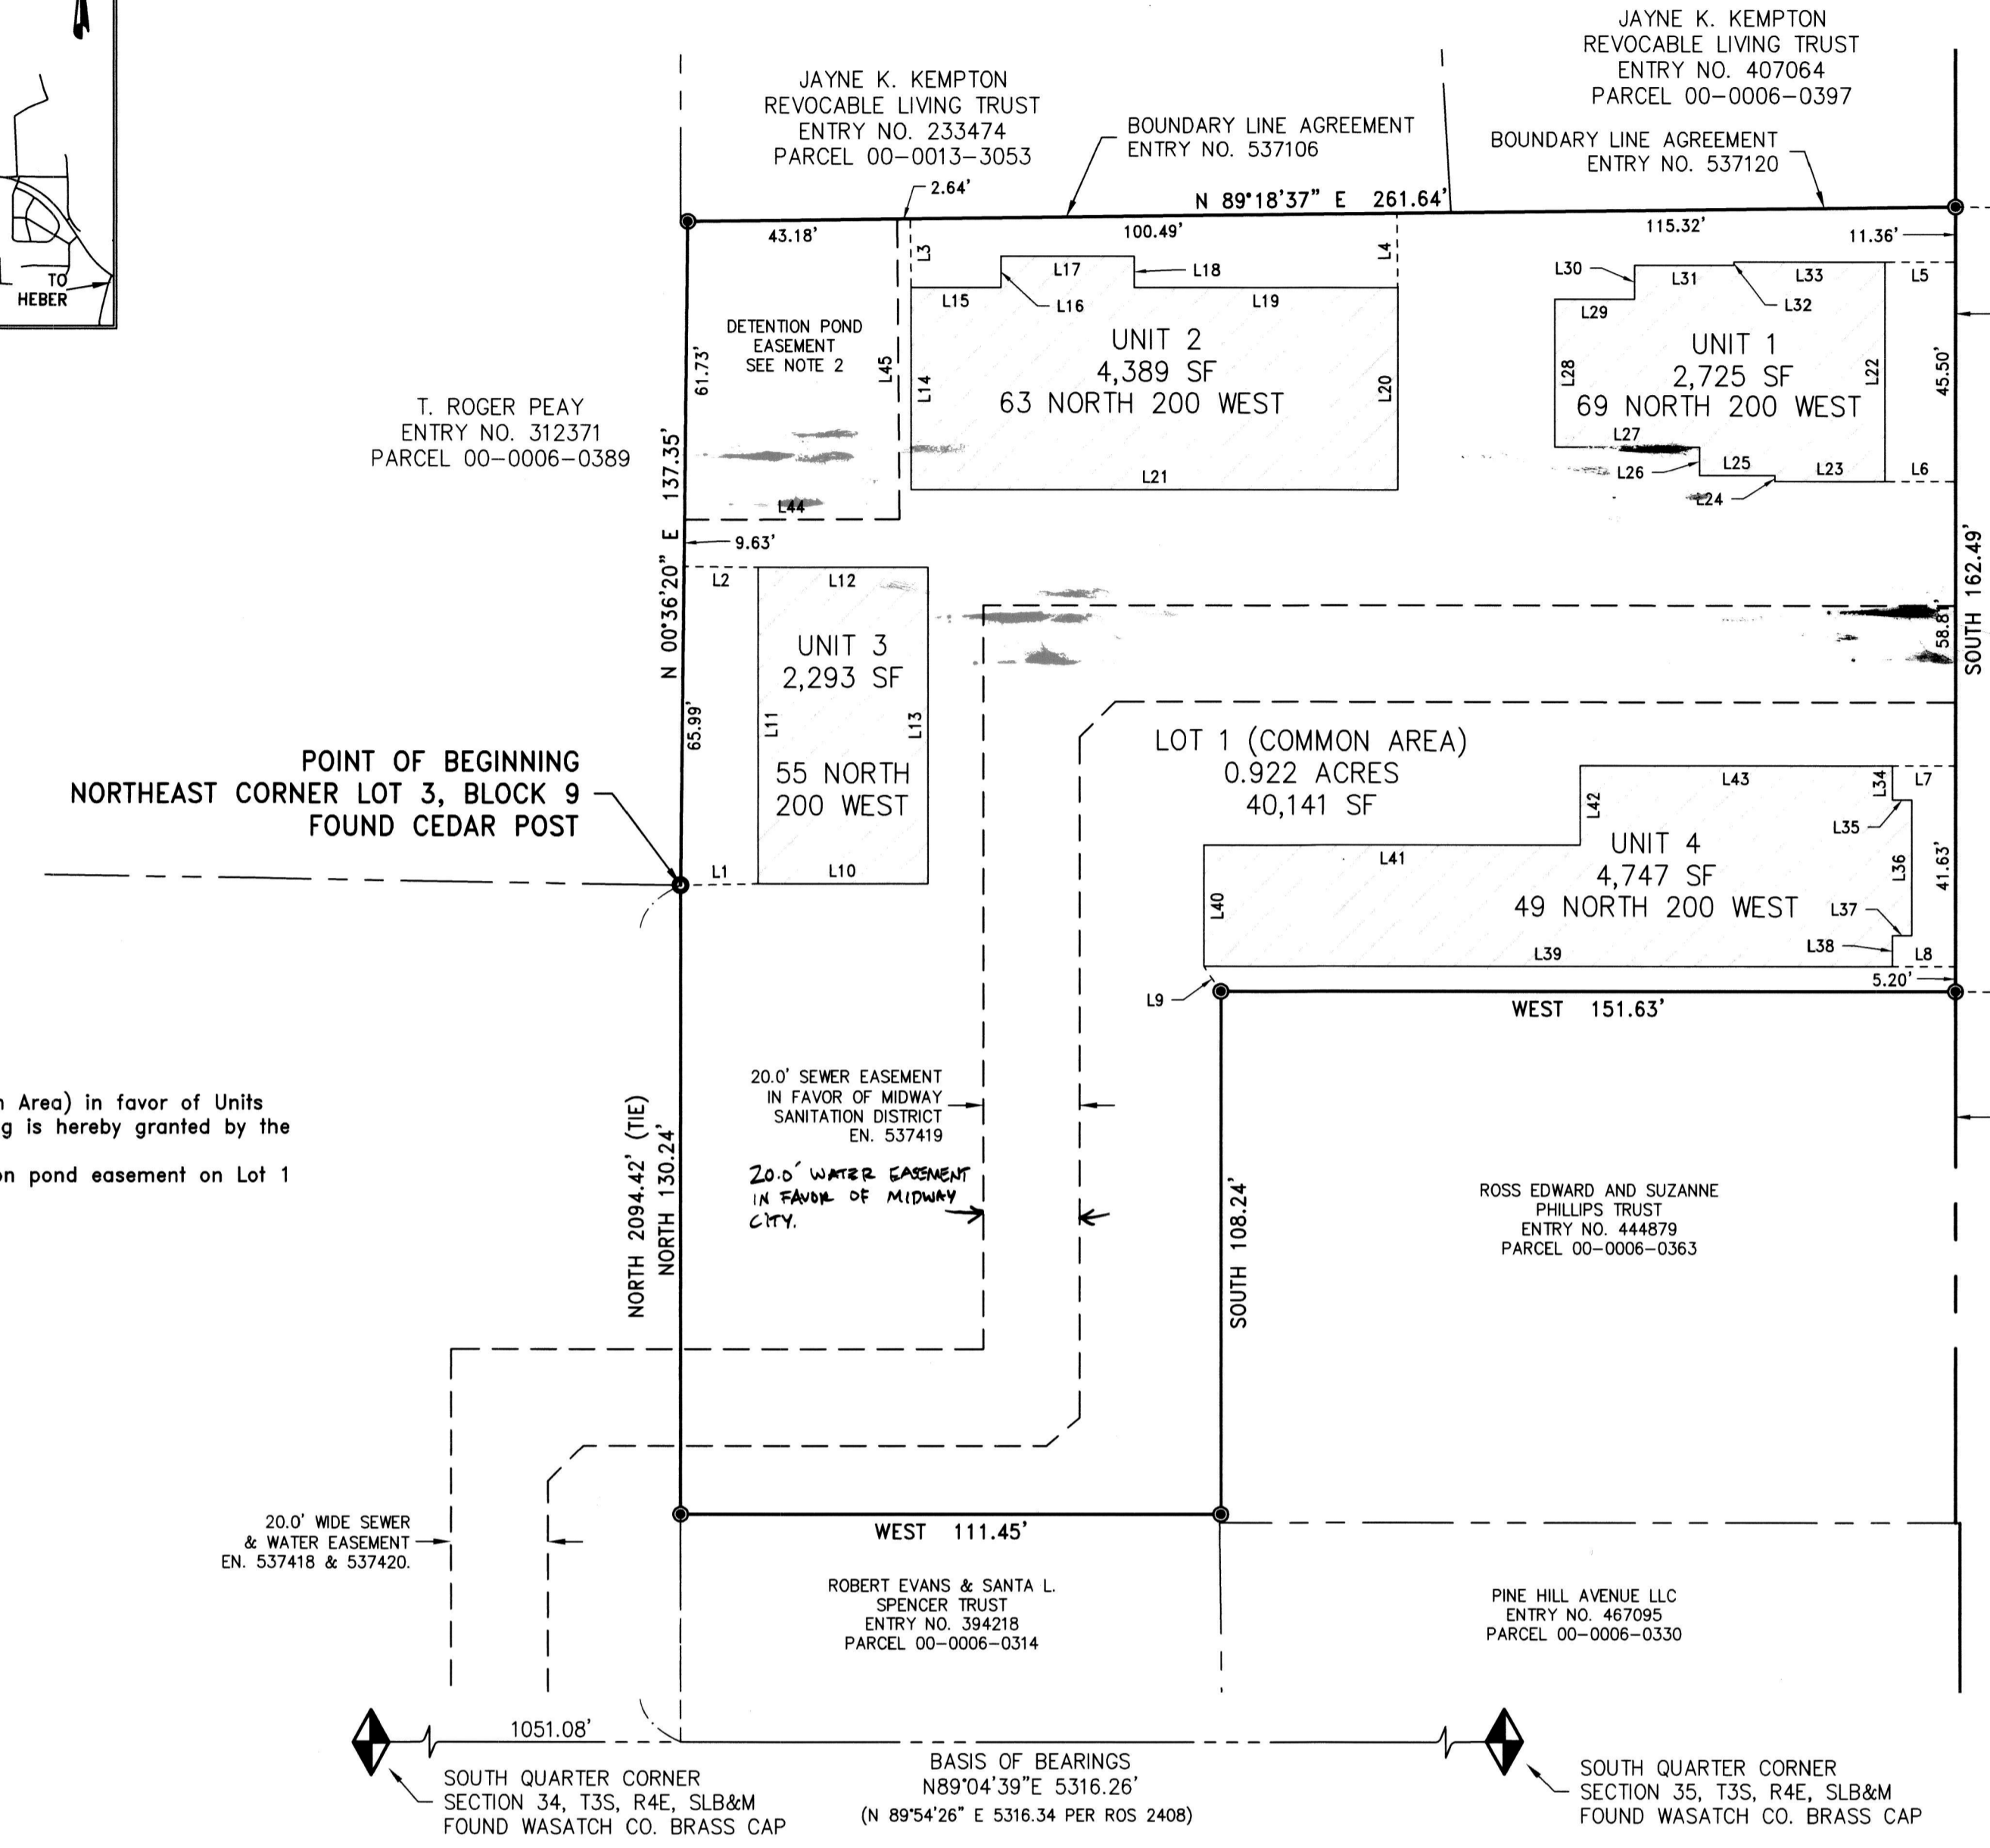 TO
HEBER
JAYNE K. KEMPTON
REVOCABLE LIVING TRUST
ENTRY NO. 233474
PARCEL 00-0013-3053
BOUNDARY LINE AGREEMENT
ENTRY NO. 537106
JAYNE K. KEMPTON
REVOCABLE LIVING TRUST
ENTRY NO. 407064
PARCEL 00-0006-0397
BOUNDARY LINE AGREEMENT
ENTRY NO. 537120
2.64'
N 89°18'37" E 261.64'
43.18'
100.49'
115.32'
11.36'
L3
L4
L17
L18
L15
L16
L19
L30
L31
L33
L5
L29
L32
DETENTION POND
EASEMENT
SEE NOTE 2
61.73'
L45
L14
UNIT 2
4,389 SF
63 NORTH 200 WEST
L20
L21
L28
UNIT 1
2,725 SF
69 NORTH 200 WEST
L22
45.50'
L27
L26
L25
L23
L24
L6
T. ROGER PEAY
ENTRY NO. 312371
PARCEL 00-0006-0389
N 00°36'20" E 137.35'
L44
9.63'
L2
L12
UNIT 3
2,293 SF
L11
L13
55 NORTH
200 WEST
65.99'
L1
L10
58.81'
SOUTH 162.49'
POINT OF BEGINNING
NORTHEAST CORNER LOT 3, BLOCK 9
FOUND CEDAR POST
LOT 1 (COMMON AREA)
0.922 ACRES
40,141 SF
L43
L34
L7
L42
L35
UNIT 4
4,747 SF
49 NORTH 200 WEST
L41
L36
41.63'
L40
L37
L38
L39
L8
L9
5.20'
WEST 151.63'
Area) in favor of Units
g is hereby granted by the
on pond easement on Lot 1
20.0' SEWER EASEMENT
IN FAVOR OF MIDWAY
SANITATION DISTRICT
EN. 537419
20.0' WATER EASEMENT
IN FAVOR OF MIDWAY
CITY.
NORTH 2094.42' (TIE)
NORTH 130.24'
SOUTH 108.24'
ROSS EDWARD AND SUZANNE
PHILLIPS TRUST
ENTRY NO. 444879
PARCEL 00-0006-0363
20.0' WIDE SEWER
& WATER EASEMENT
EN. 537418 & 537420.
WEST 111.45'
ROBERT EVANS & SANTA L.
SPENCER TRUST
ENTRY NO. 394218
PARCEL 00-0006-0314
PINE HILL AVENUE LLC
ENTRY NO. 467095
PARCEL 00-0006-0330
1051.08'
SOUTH QUARTER CORNER
SECTION 34, T3S, R4E, SLB&M
FOUND WASATCH CO. BRASS CAP
BASIS OF BEARINGS
N89°04'39"E 5316.26'
(N 89°54'26" E 5316.34 PER ROS 2408)
SOUTH QUARTER CORNER
SECTION 35, T3S, R4E, SLB&M
FOUND WASATCH CO. BRASS CAP